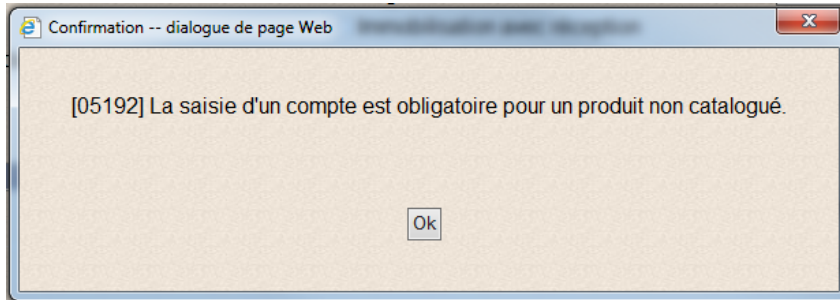 Confirmation -- dialogue de page Web
[05192] La saisie d'un compte est obligatoire pour un produit non catalogué.
Ok